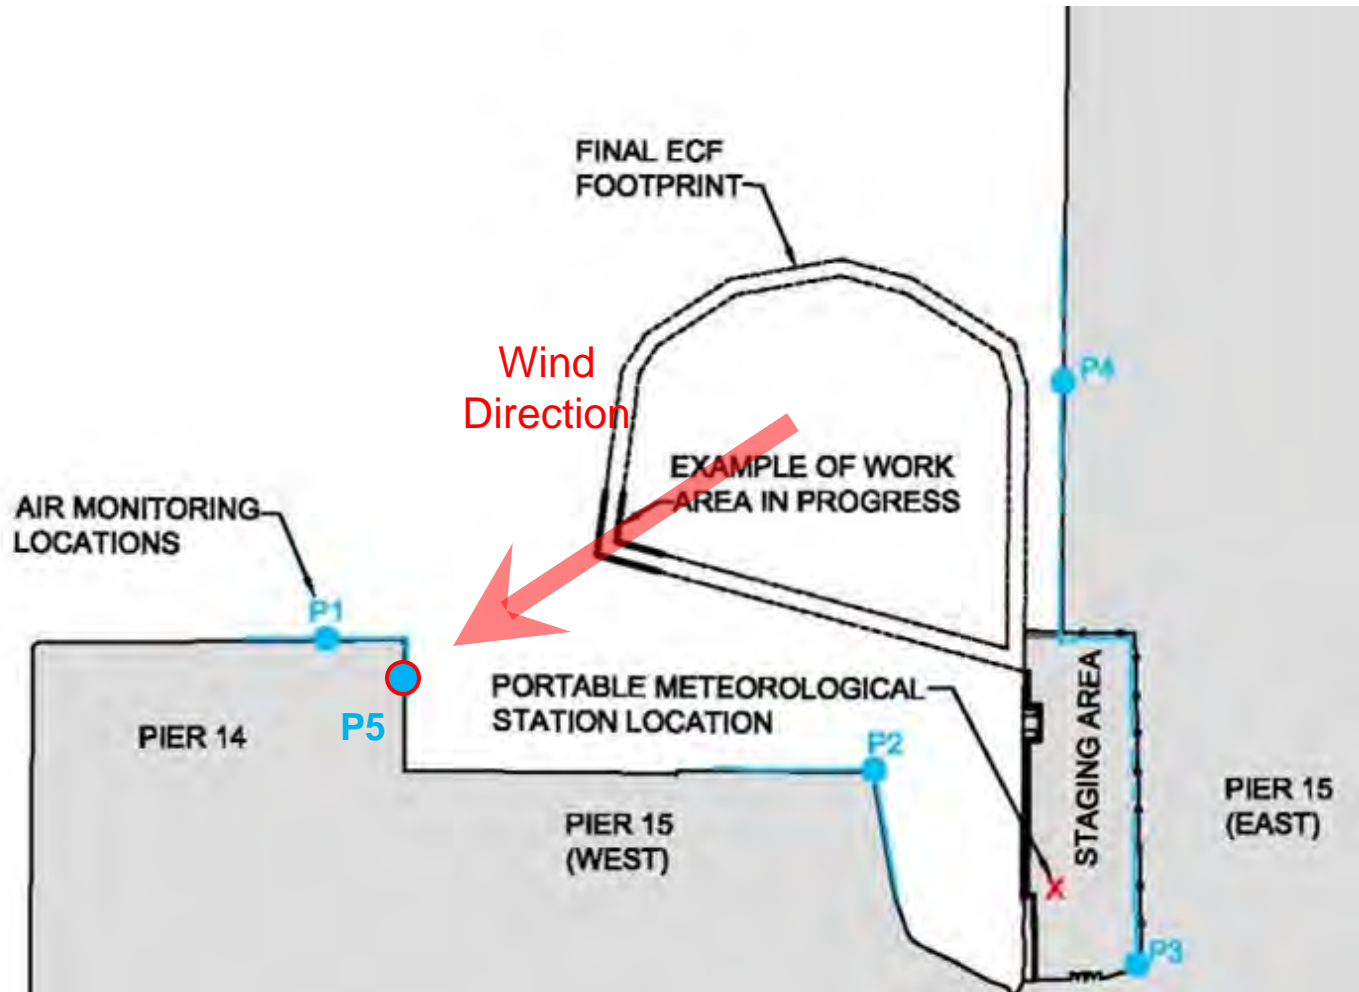 FINAL ECF
FOOTPRINT
Wind
Direction
P4
EXAMPLE OF WORK
AREA IN PROGRESS
AIR MONITORING
LOCATIONS
P1
PORTABLE METEOROLOGICAL
STATION LOCATION
P5
PIER 14
P2
STAGING AREA
PIER 15
(EAST)
PIER 15
(WEST)
X
P3